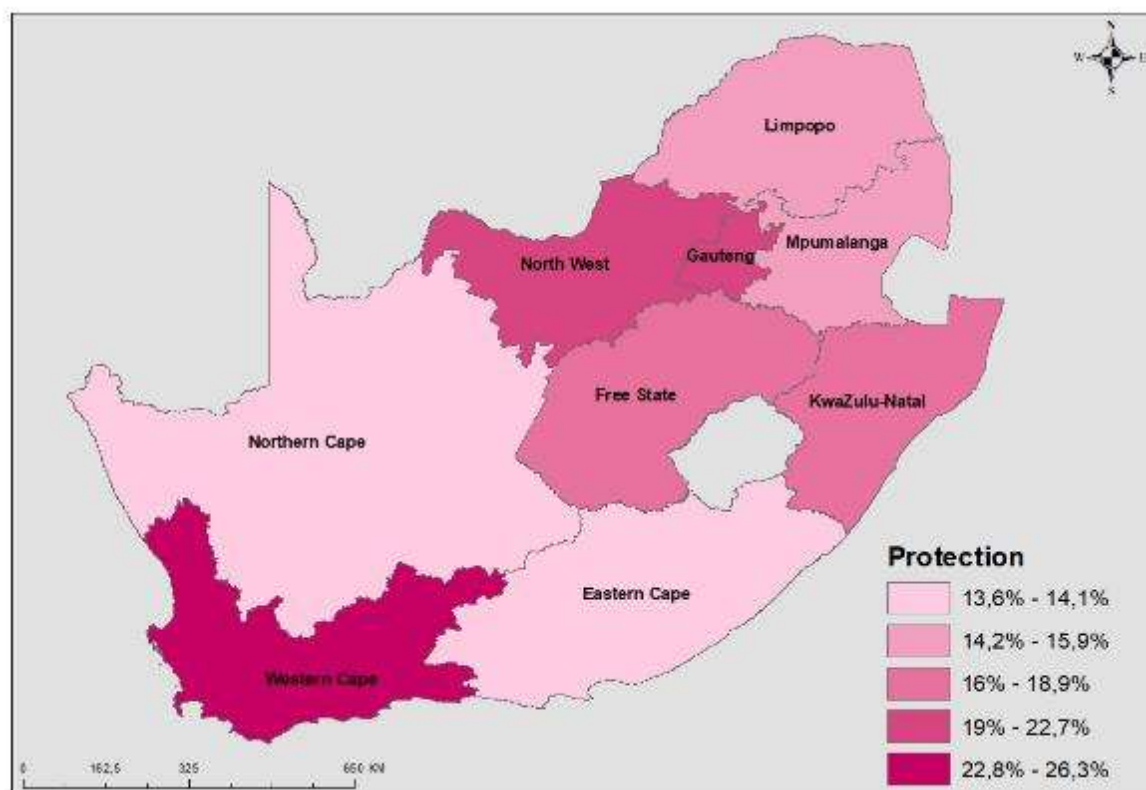 N
W
E
S
Limpopo
North West
Gauteng
Mpumalanga
Free State
KwaZulu-Natal
Northern Cape
Eastern Cape
Western Cape
Protection
13,6% - 14,1%
14,2% - 15,9%
16% - 18,9%
19% - 22,7%
22,8% - 26,3%
0 162,5 325 650 KM